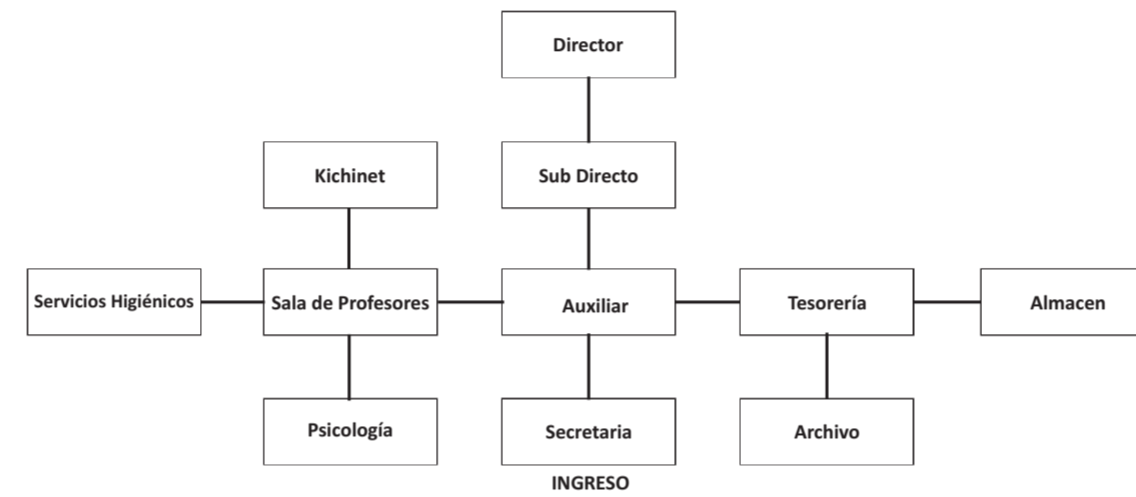 Director
Kichinet
Sub Directo
Servicios Higiénicos
Sala de Profesores
Auxiliar
Tesorería
Almacen
Psicología
Secretaria
Archivo
INGRESO